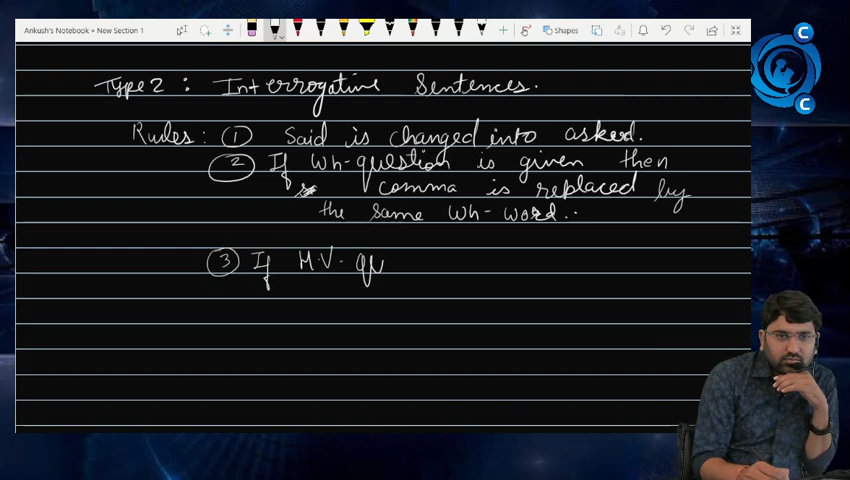 Ankush's Notebook » New Section 1
Shapes
Type 2 : Interrogative Sentences.
Rules : ① Said is changed into asked.
② If Wh-question is given then
comma is replaced by
the same Wh-word..
③ If H.V- qu
C
C